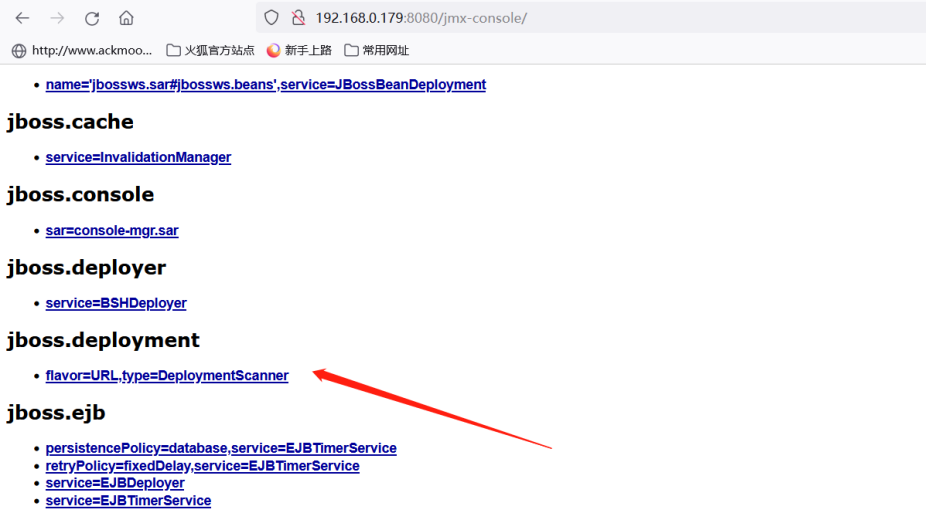 192.168.0.179:8080/jmx-console/
http://www.ackmoo... 火狐官方站点 新手上路 常用网址
name='jbossws.sar#jbossws.beans',service=JBossBeanDeployment
jboss.cache
service=InvalidationManager
jboss.console
sar=console-mgr.sar
jboss.deployer
service=BSHDeployer
jboss.deployment
flavor=URL,type=DeploymentScanner
jboss.ejb
persistencePolicy=database,service=EJBTimerService
retryPolicy=fixedDelay,service=EJBTimerService
service=EJBDeployer
service=EJBTimerService